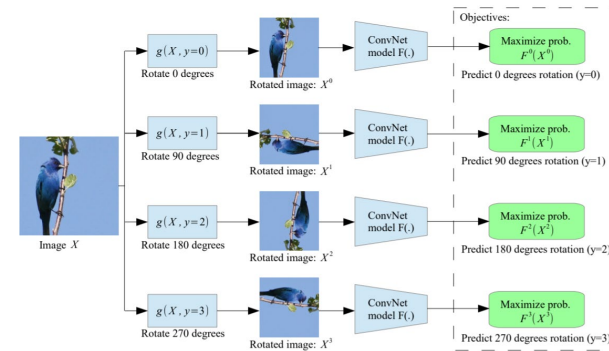 Objectives:
g(X, y=0)
Rotate 0 degrees
Rotated image: X⁰
ConvNet
model F(.)
Maximize prob.
F⁰(X⁰)
Predict 0 degrees rotation (y=0)
g(X, y=1)
Rotate 90 degrees
Rotated image: X¹
ConvNet
model F(.)
Maximize prob.
F¹(X¹)
Predict 90 degrees rotation (y=1)
Image X
g(X, y=2)
Rotate 180 degrees
Rotated image: X²
ConvNet
model F(.)
Maximize prob.
F²(X²)
Predict 180 degrees rotation (y=2)
g(X, y=3)
Rotate 270 degrees
Rotated image: X³
ConvNet
model F(.)
Maximize prob.
F³(X³)
Predict 270 degrees rotation (y=3)